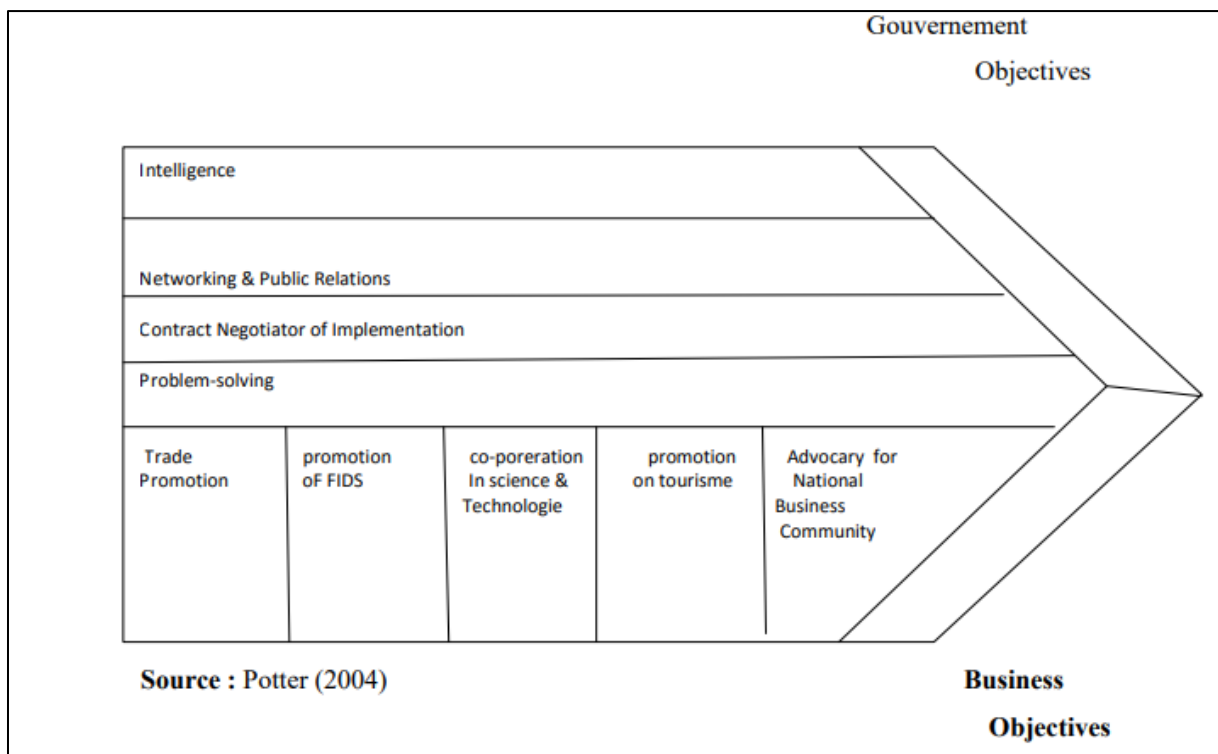 Gouvernement
Objectives
Intelligence
Networking & Public Relations
Contract Negotiator of Implementation
Problem-solving
Trade
Promotion
promotion
oF FIDS
co-poreration
In science &
Technologie
promotion
on tourisme
Advocary for
National
Business
Community
Source : Potter (2004)
Business
Objectives